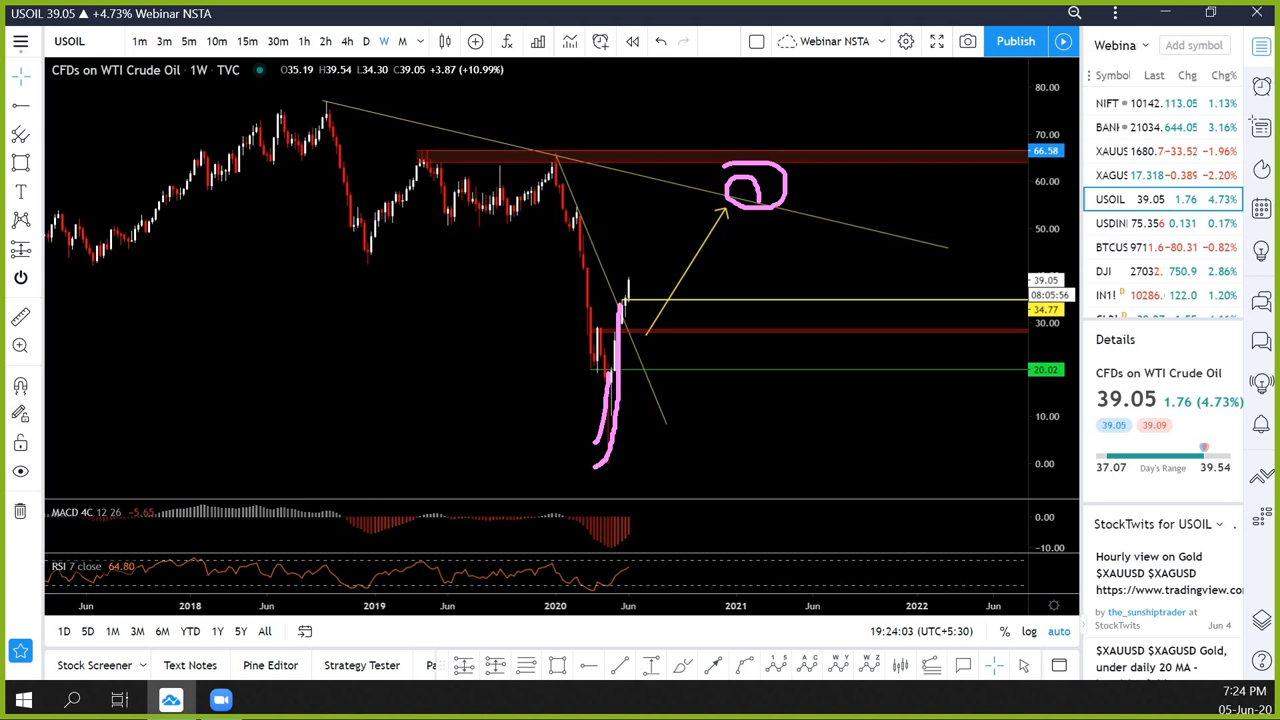 USOIL 39.05 ▲ +4.73% Webinar NSTA
USOIL 1m 3m 5m 10m 15m 30m 1h 2h 4h W M Webinar NSTA Publish
Webina Add symbol
CFDs on WTI Crude Oil · 1W · TVC O35.19 H39.54 L34.30 C39.05 +3.87 (+10.99%)
Symbol Last Chg Chg%
NIFT 10142. 113.05 1.13%
BANK 21034. 644.05 3.16%
XAUU 1680.7 -33.52 -1.96%
XAGUS 17.318 -0.389 -2.20%
USOIL 39.05 1.76 4.73%
USDIN 75.356 0.131 0.17%
BTCUS 9711.6 -80.31 -0.82%
DJI 27032. 750.9 2.86%
IN1! D 10286. 122.0 1.20%
80.00
70.00
66.58
60.00
50.00
39.05
08:05:56
34.77
30.00
20.02
10.00
0.00
Details
CFDs on WTI Crude Oil
39.05 1.76 (4.73%)
39.05 39.09
37.07 Day's Range 39.54
MACD 4C 12 26 -5.65
0.00
-10.00
RSI 7 close 64.80
Jun 2018 Jun 2019 Jun 2020 Jun 2021 Jun 2022 Jun
StockTwits for USOIL
Hourly view on Gold
$XAUUSD $XAGUSD
https://www.tradingview.co
by the_sunshiptrader at
StockTwits Jun 4
$XAUUSD $XAGUSD Gold,
under daily 20 MA -
1D 5D 1M 3M 6M YTD 1Y 5Y All 19:24:03 (UTC+5:30) % log auto
Stock Screener Text Notes Pine Editor Strategy Tester Pa
7:24 PM
05-Jun-20